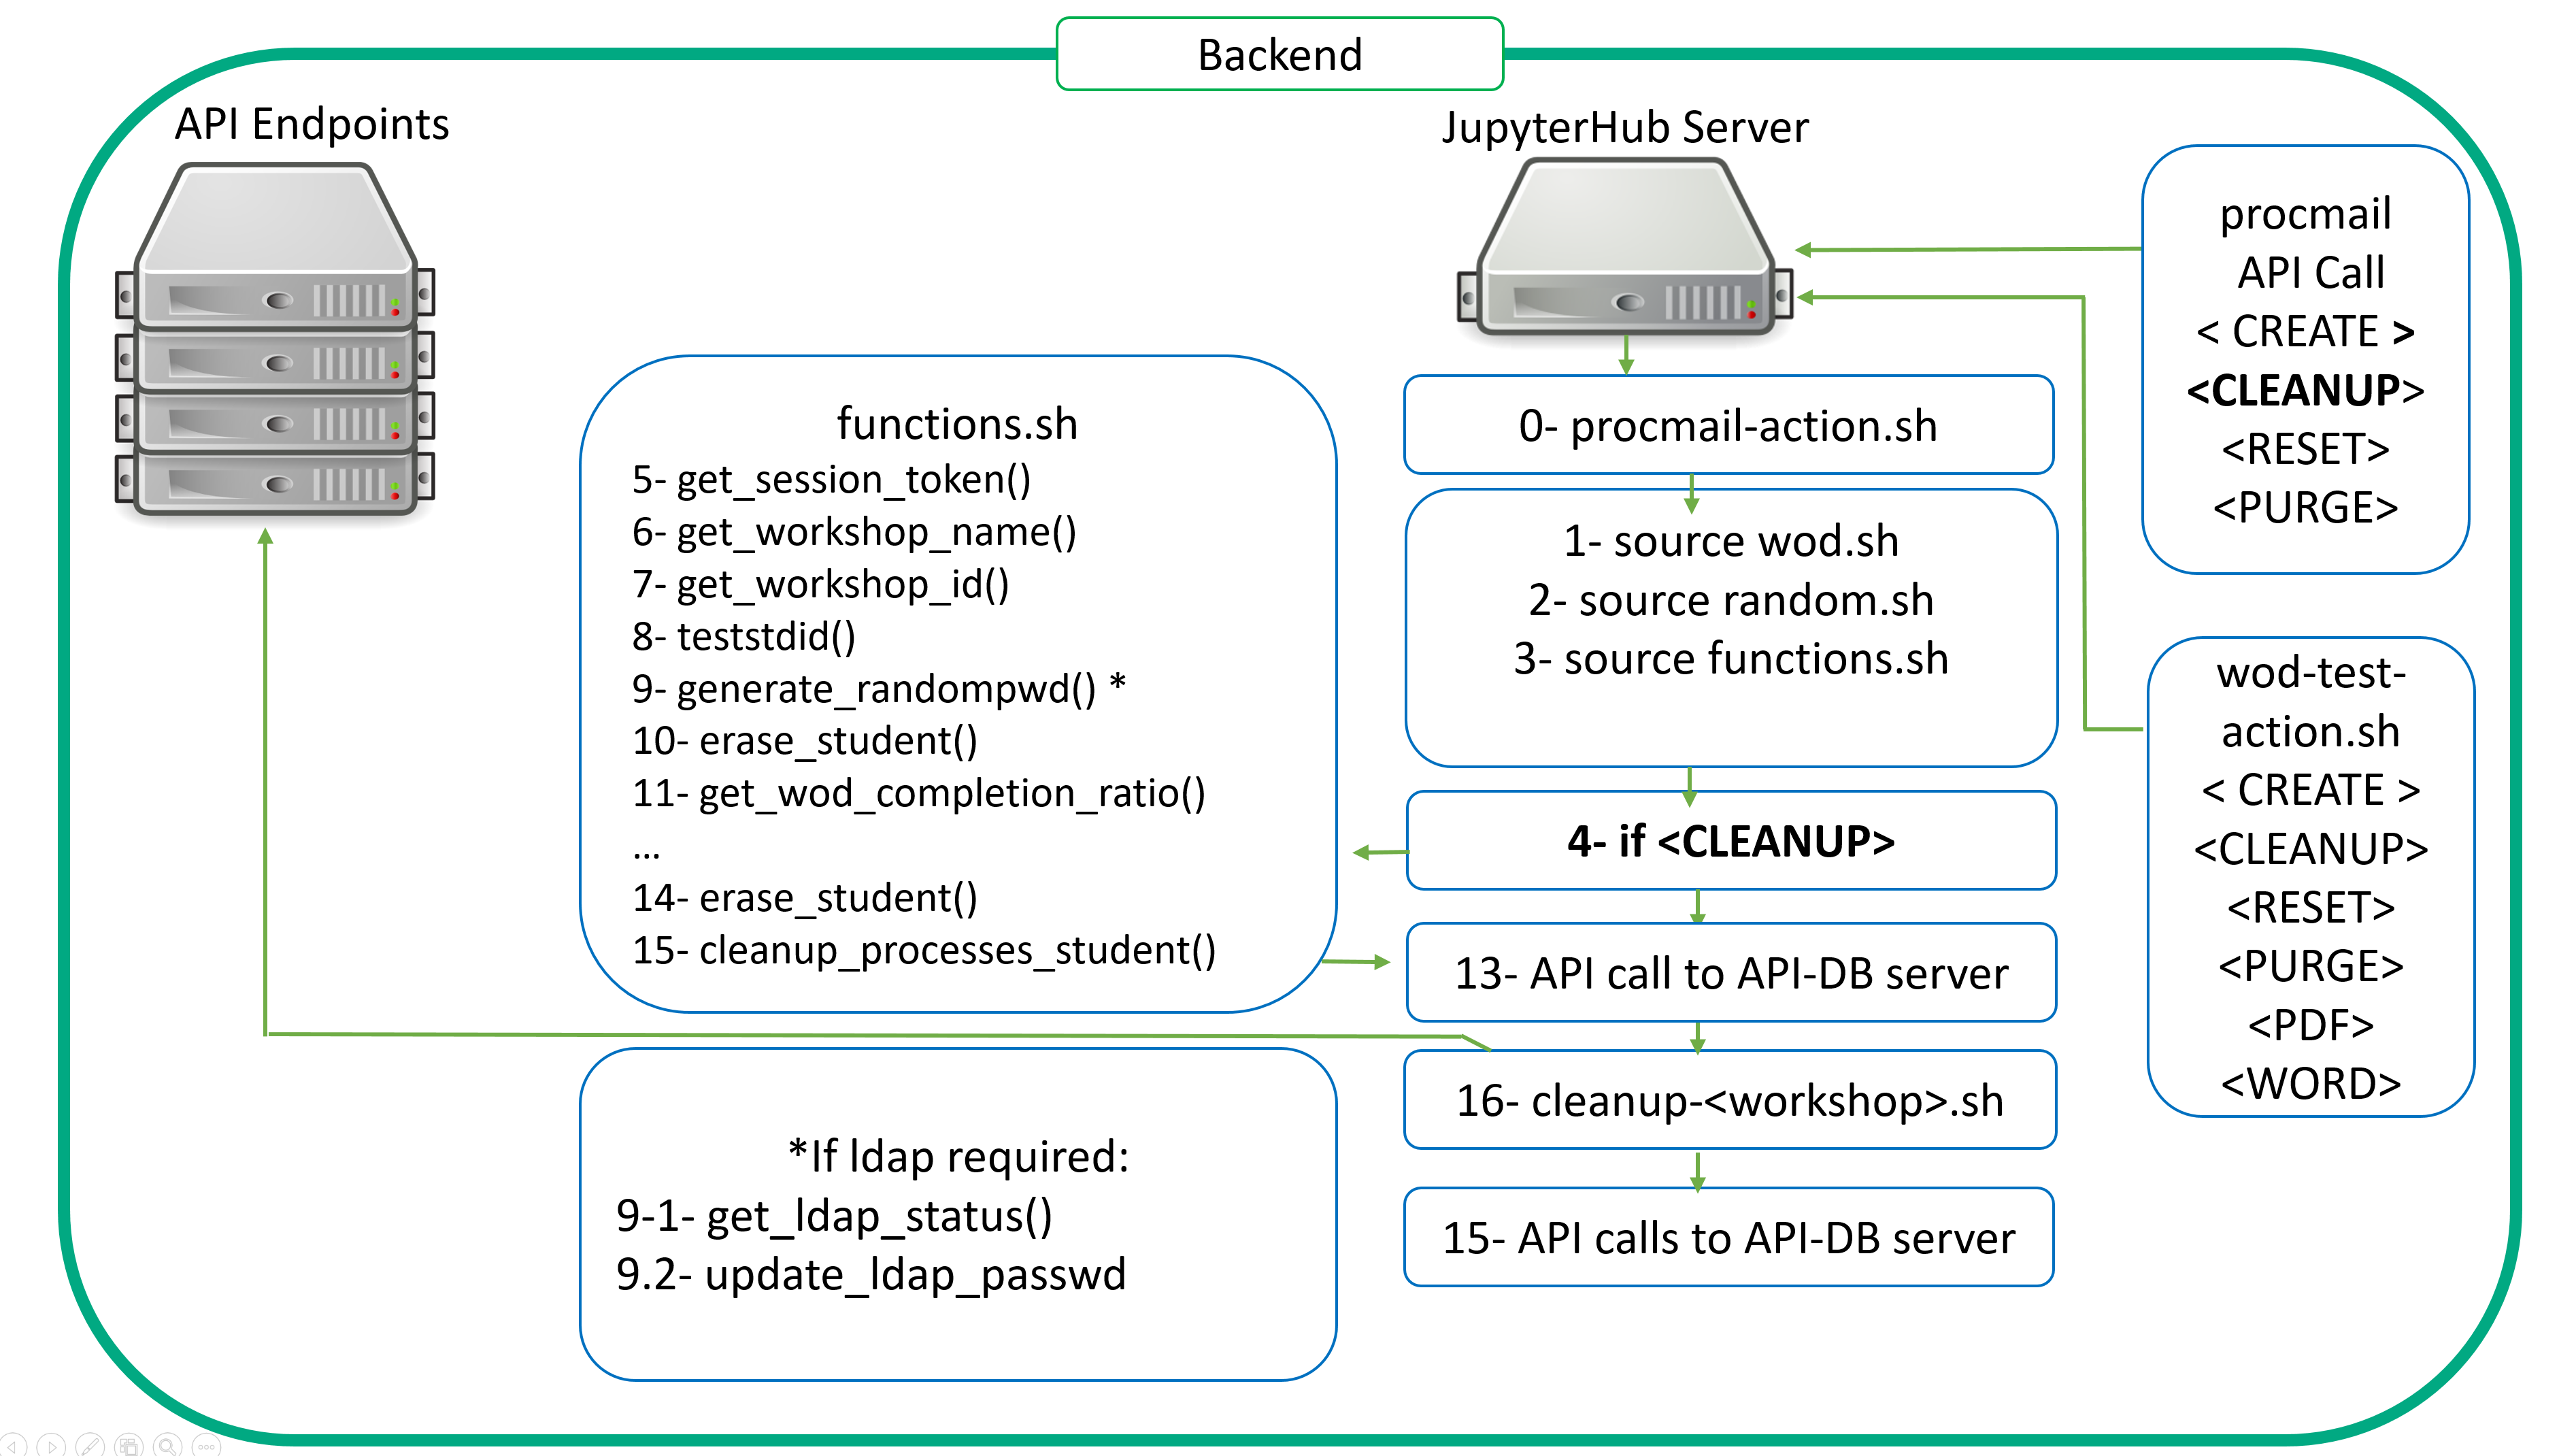 Backend
API Endpoints
JupyterHub Server
procmail
API Call
< CREATE >
<CLEANUP>
<RESET>
<PURGE>
0- procmail-action.sh
functions.sh
5- get_session_token()
6- get_workshop_name()
7- get_workshop_id()
8- teststdid()
9- generate_randompwd() *
10- erase_student()
11- get_wod_completion_ratio()
...
14- erase_student()
15- cleanup_processes_student()
1- source wod.sh
2- source random.sh
3- source functions.sh
wod-test-
action.sh
< CREATE >
<CLEANUP>
<RESET>
<PURGE>
<PDF>
<WORD>
4- if <CLEANUP>
13- API call to API-DB server
16- cleanup-<workshop>.sh
15- API calls to API-DB server
*If ldap required:
9-1- get_ldap_status()
9.2- update_ldap_passwd